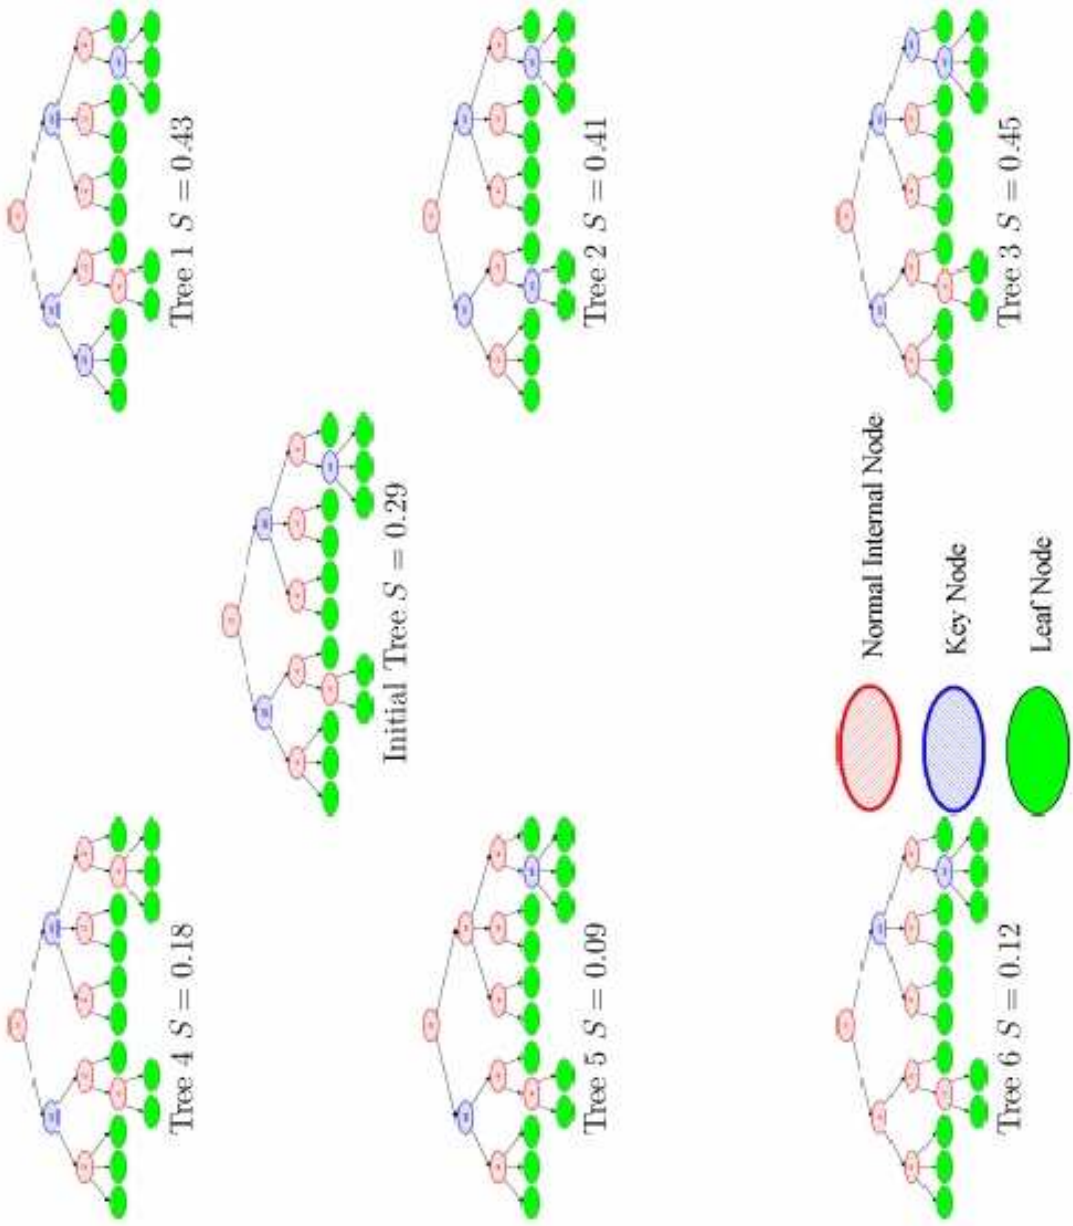 Tree 1 S = 0.43
Tree 2 S = 0.41
Tree 3 S = 0.45
Initial Tree S = 0.29
Normal Internal Node
Key Node
Leaf Node
Tree 4 S = 0.18
Tree 5 S = 0.09
Tree 6 S = 0.12